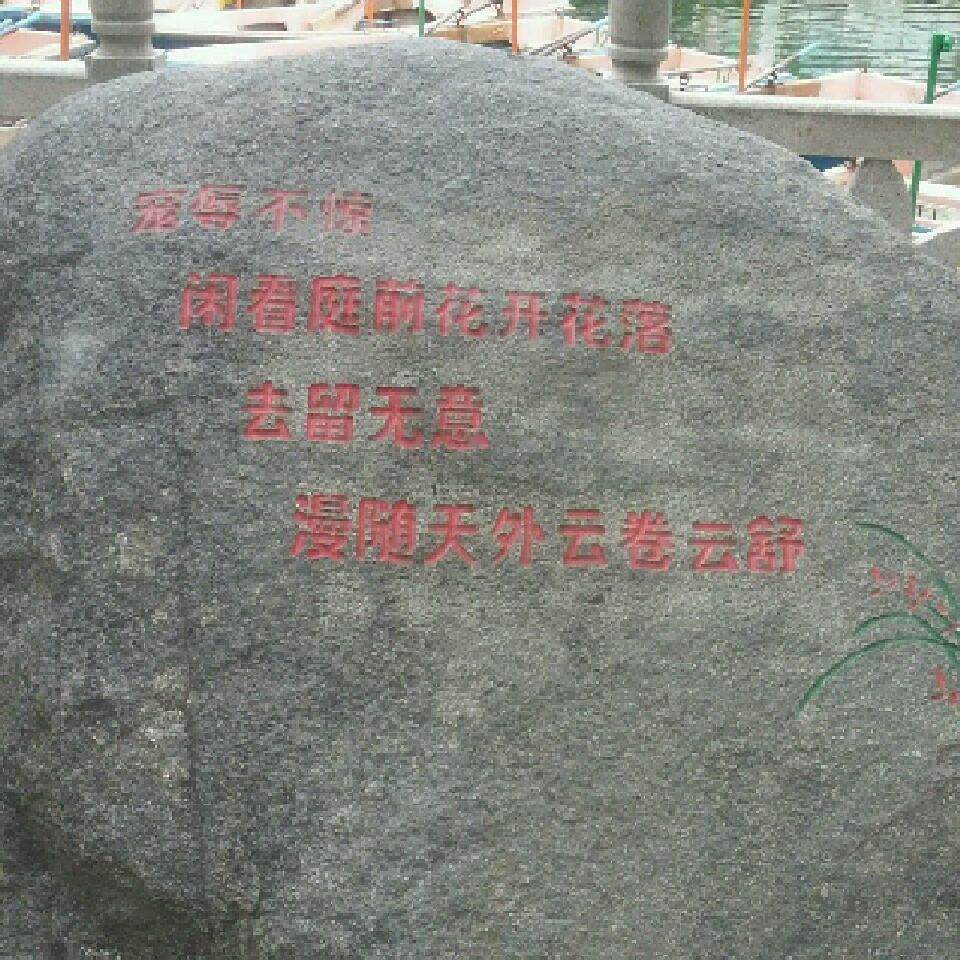 宠辱不惊
闲看庭前花开花落
去留无意
漫随天外云卷云舒